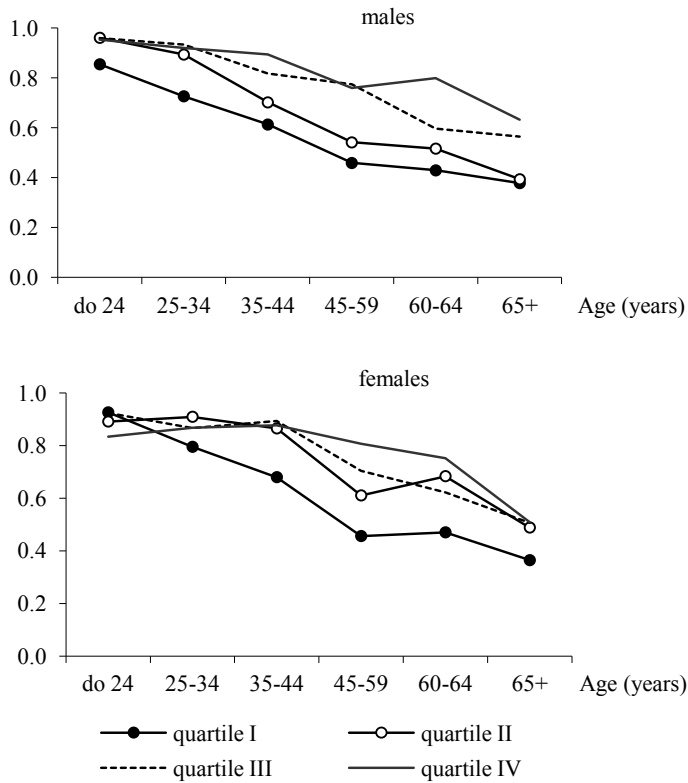 males
1.0
0.8
0.6
0.4
0.2
0.0
do 24 25-34 35-44 45-59 60-64 65+ Age (years)
females
1.0
0.8
0.6
0.4
0.2
0.0
do 24 25-34 35-44 45-59 60-64 65+ Age (years)
quartile I quartile II
quartile III quartile IV